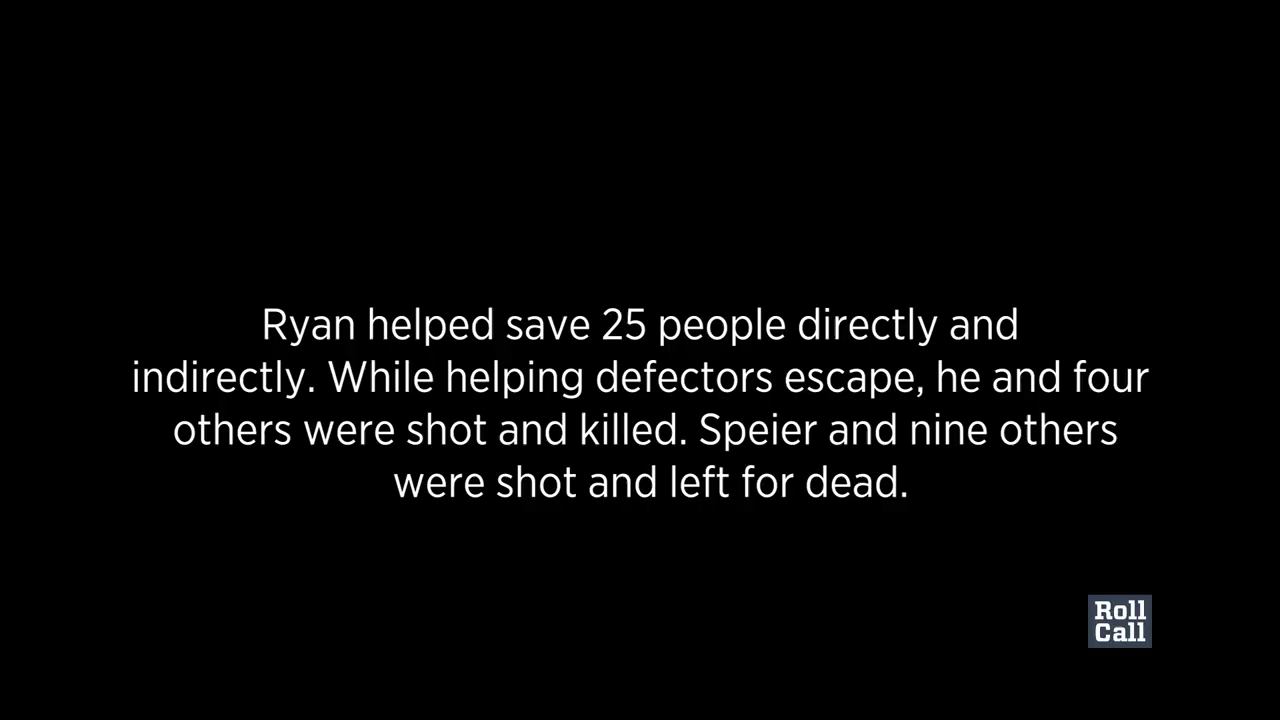 Ryan helped save 25 people directly and
indirectly. While helping defectors escape, he and four
others were shot and killed. Speier and nine others
were shot and left for dead.
Roll
Call